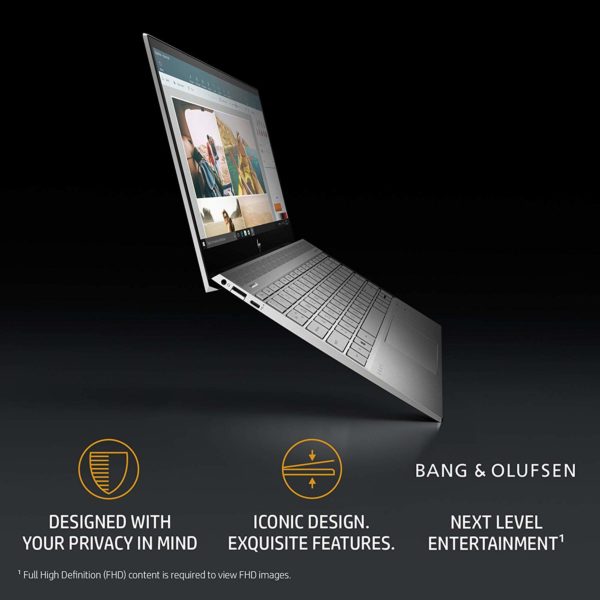 hp
DESIGNED WITH
YOUR PRIVACY IN MIND
ICONIC DESIGN.
EXQUISITE FEATURES.
BANG & OLUFSEN
NEXT LEVEL
ENTERTAINMENT¹
¹ Full High Definition (FHD) content is required to view FHD images.